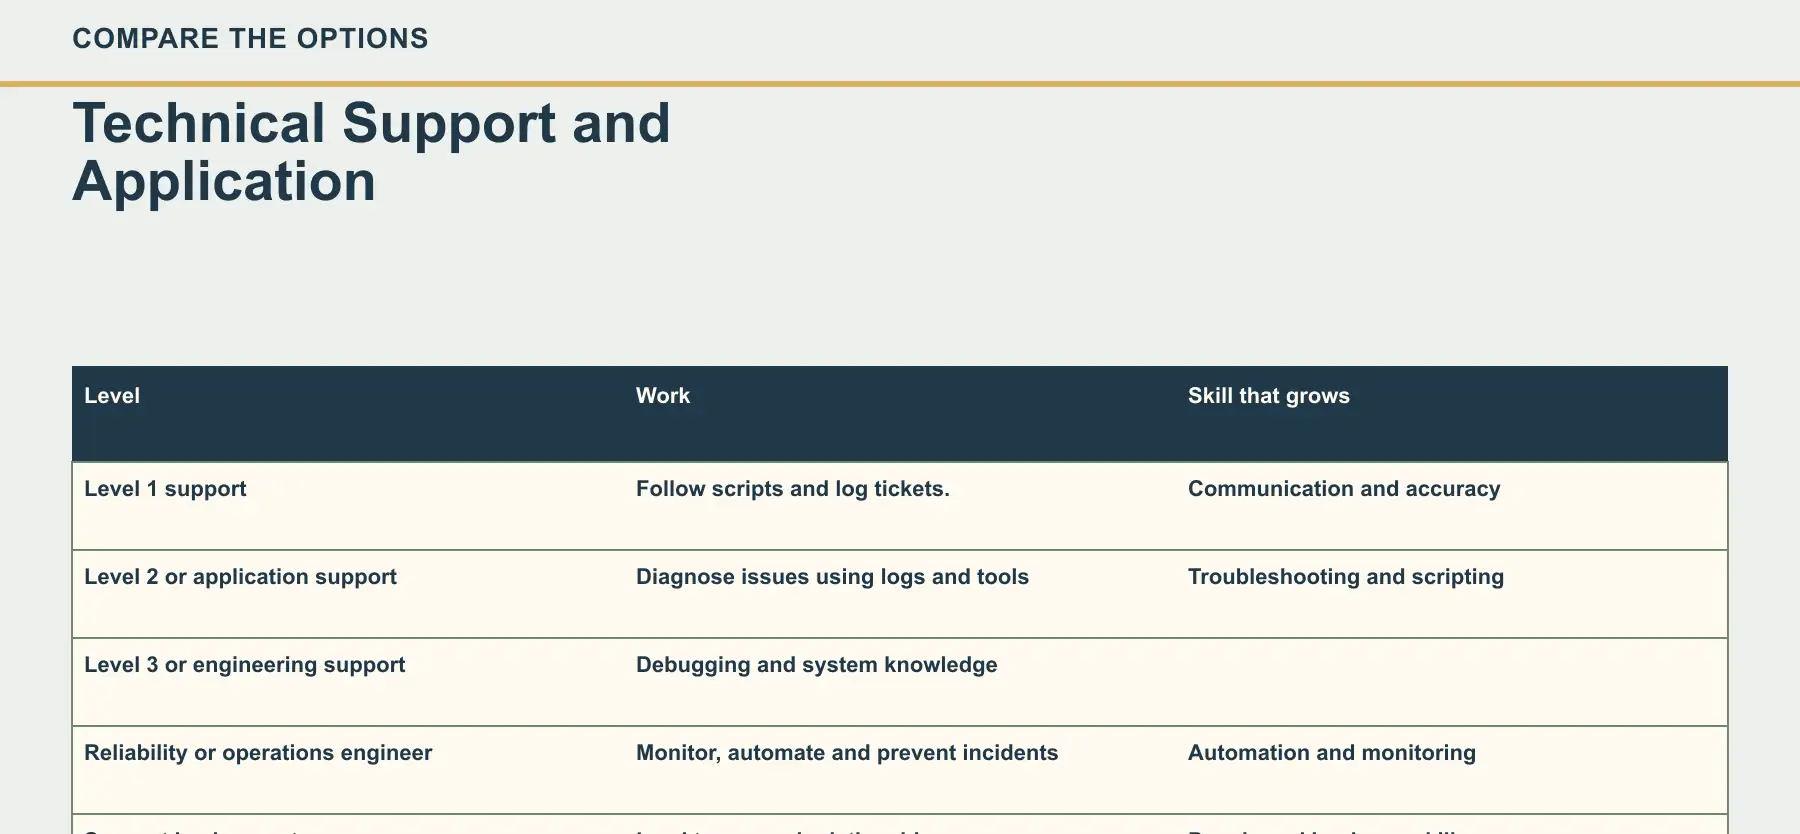 COMPARE THE OPTIONS
Technical Support and
Application
Level Work Skill that grows
Level 1 support Follow scripts and log tickets. Communication and accuracy
Level 2 or application support Diagnose issues using logs and tools Troubleshooting and scripting
Level 3 or engineering support Debugging and system knowledge
Reliability or operations engineer Monitor, automate and prevent incidents Automation and monitoring